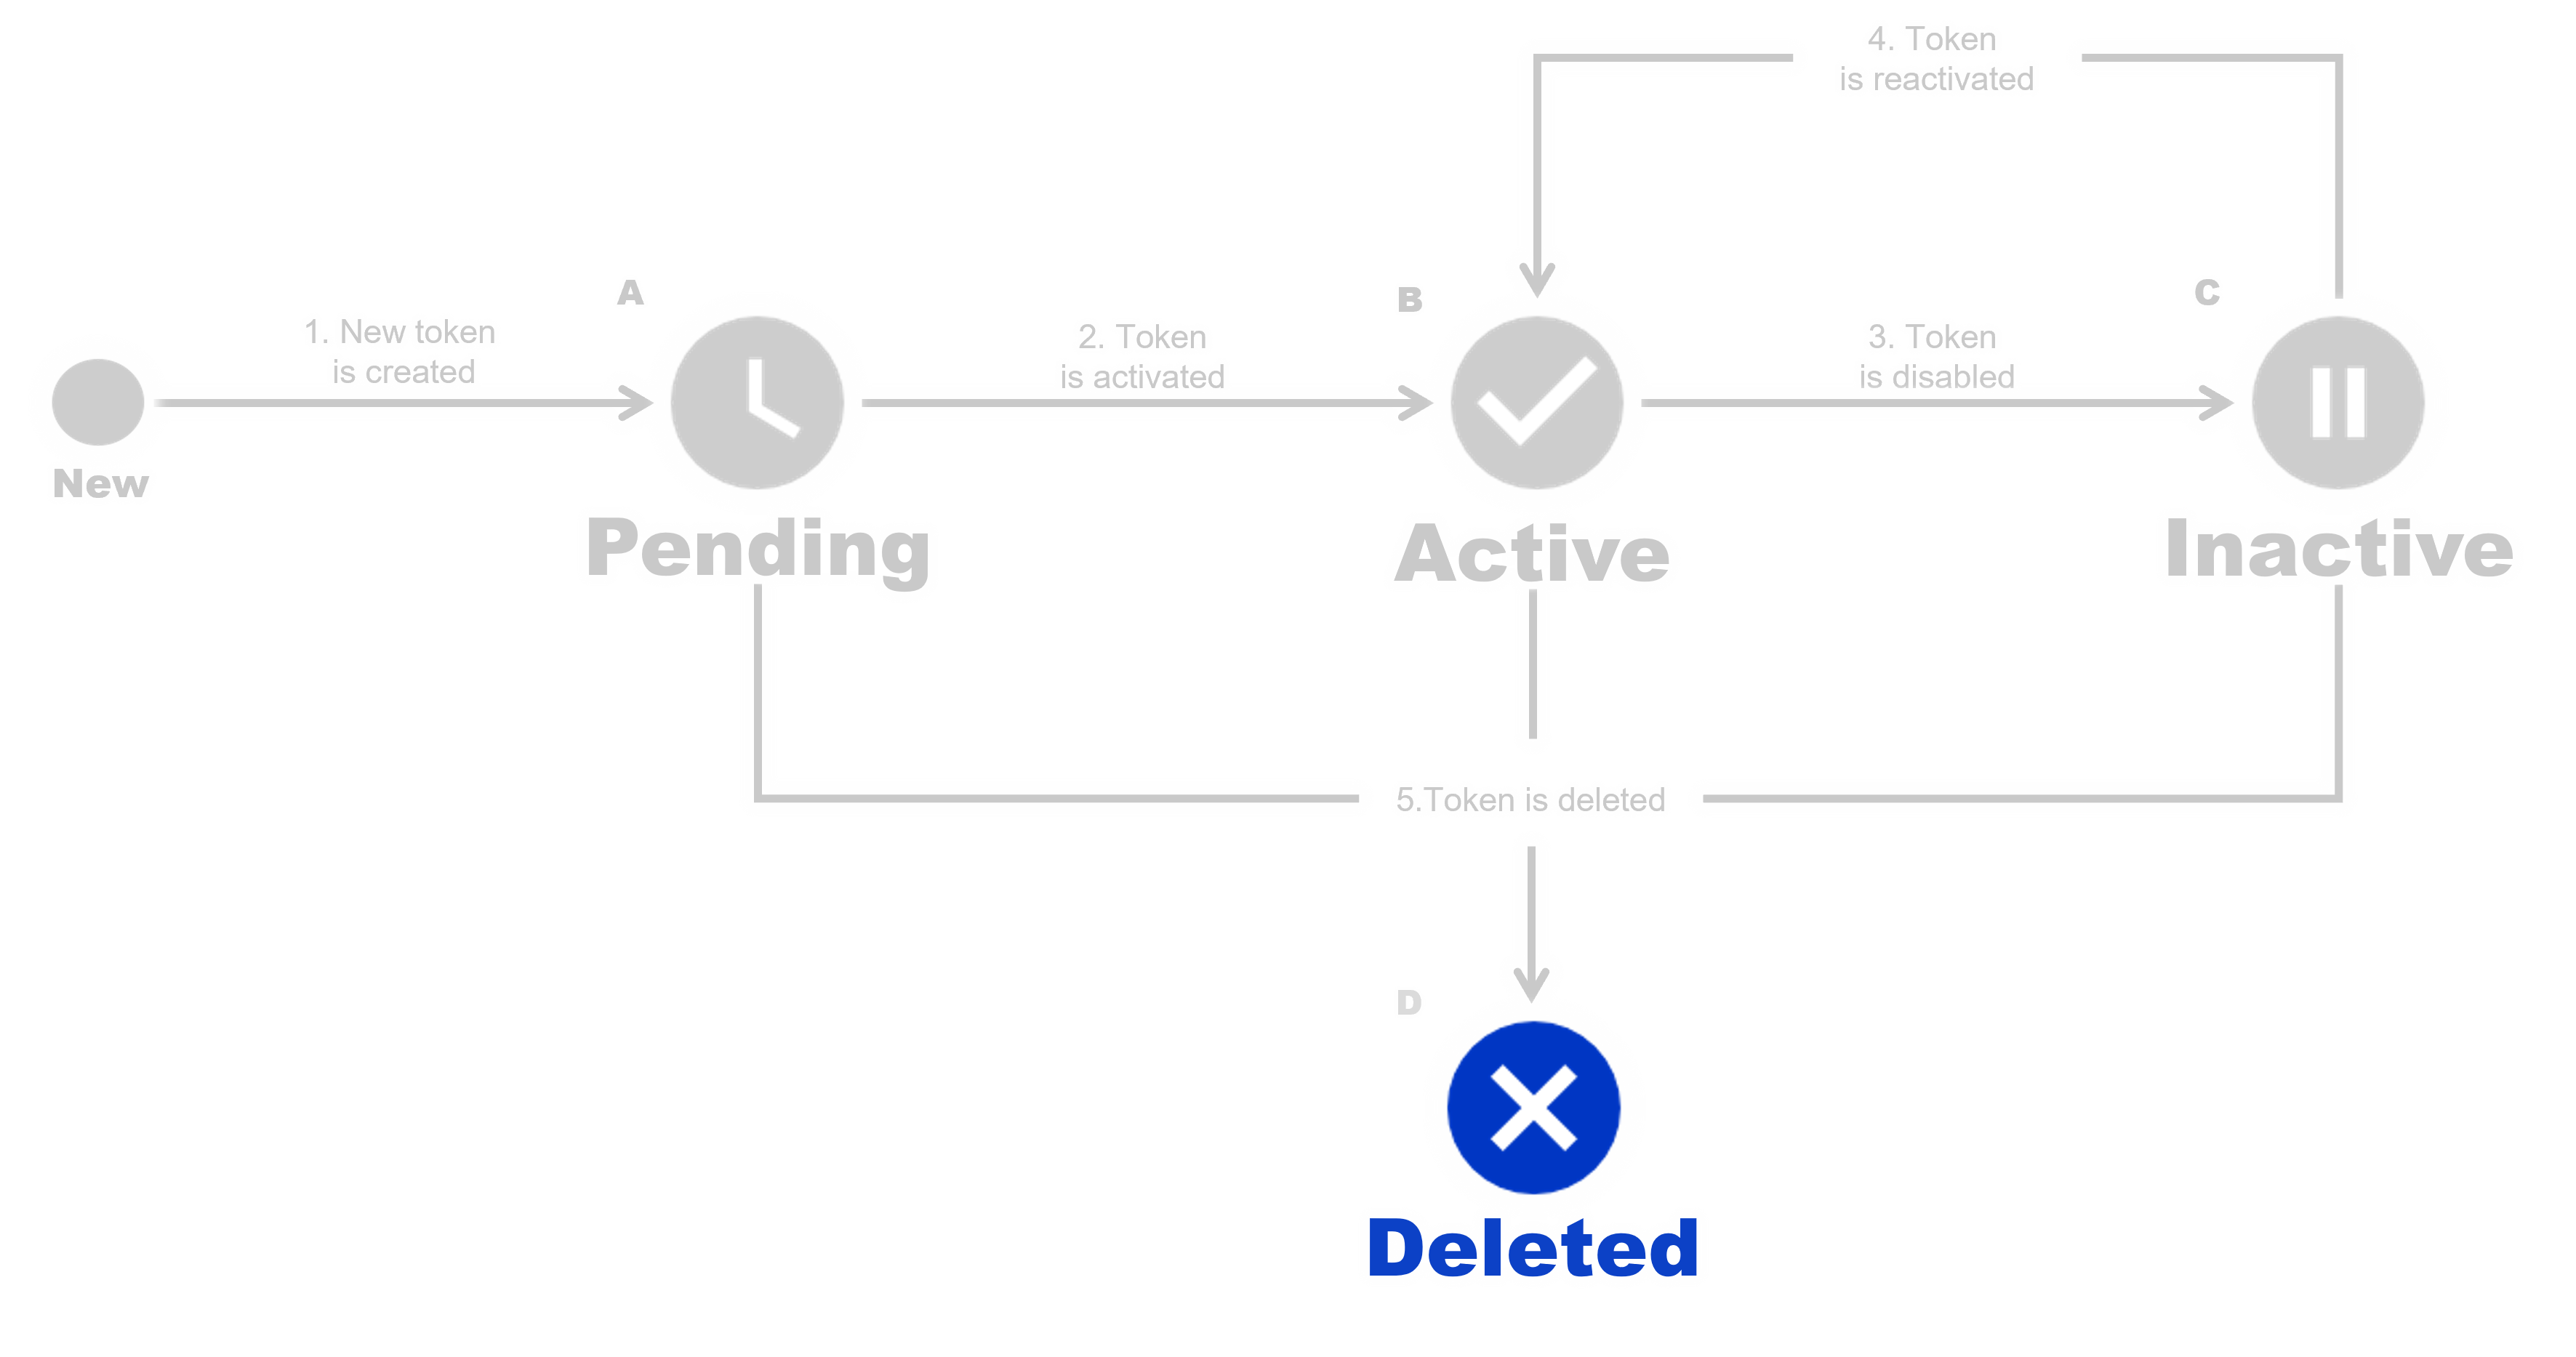 4. Token
is reactivated
A
B
C
1. New token
is created
2. Token
is activated
3. Token
is disabled
New
Pending
Active
Inactive
5.Token is deleted
D
Deleted